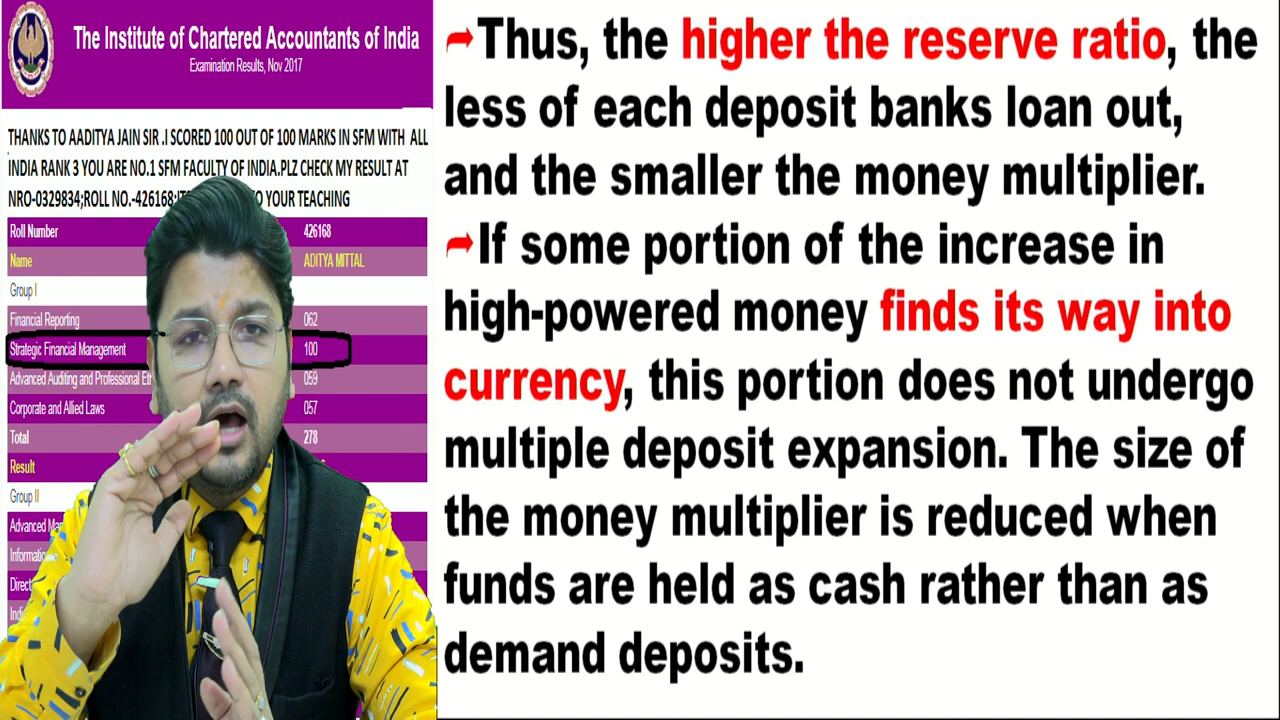 The Institute of Chartered Accountants of India
Examination Results, Nov 2017
THANKS TO AADITYA JAIN SIR .I SCORED 100 OUT OF 100 MARKS IN SFM WITH ALL
INDIA RANK 3 YOU ARE NO.1 SFM FACULTY OF INDIA.PLZ CHECK MY RESULT AT
NRO-0329834;ROLL NO.-426168; TO YOUR TEACHING
Roll Number 426168
Name ADITYA MITTAL
Group I
Financial Reporting 062
Strategic Financial Management 100
Advanced Auditing and Professional 059
Corporate and Allied Laws 057
Total 278
Result
Group II
Advanced
➦Thus, the higher the reserve ratio, the
less of each deposit banks loan out,
and the smaller the money multiplier.
➦If some portion of the increase in
high-powered money finds its way into
currency, this portion does not undergo
multiple deposit expansion. The size of
the money multiplier is reduced when
funds are held as cash rather than as
demand deposits.